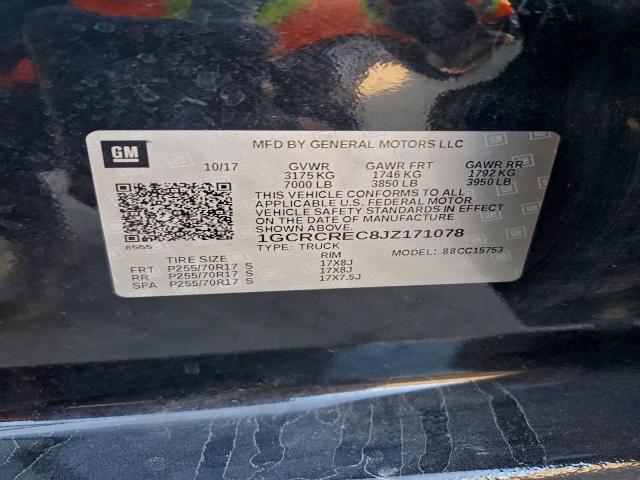 GM MFD BY GENERAL MOTORS LLC
10/17 GVWR GAWR FRT GAWR RR
3175 KG 1746 KG 1792 KG
7000 LB 3850 LB 3950 LB
THIS VEHICLE CONFORMS TO ALL
APPLICABLE U.S. FEDERAL MOTOR
VEHICLE SAFETY STANDARDS IN EFFECT
ON THE DATE OF MANUFACTURE
SHOWN ABOVE.
1GCRCREC8JZ171078
8555 TYPE: TRUCK MODEL: 88CC15753
TIRE SIZE RIM
FRT P255/70R17 S 17X8J
RR P255/70R17 S 17X8J
SPA P255/70R17 S 17X7.5J